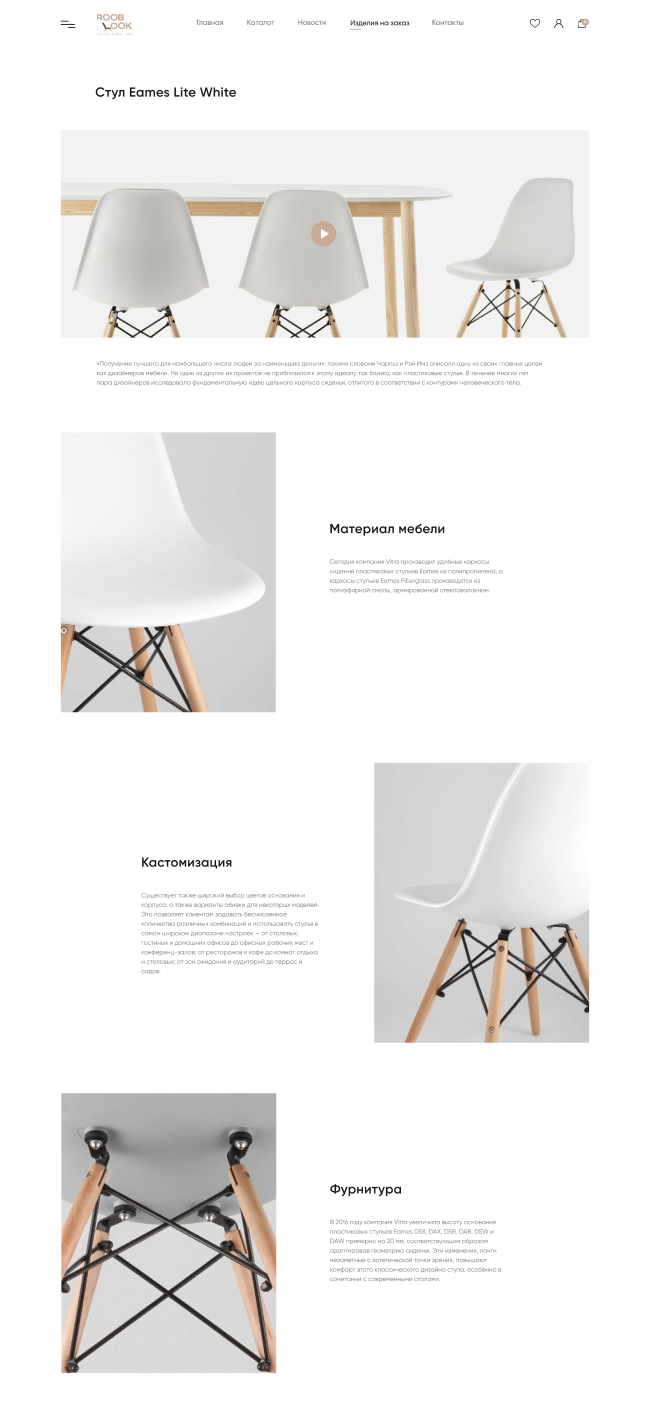 ROOB
LOOK
Главная Каталог Новости Изделия на заказ Контакты
Стул Eames Lite White
«Получение лучшего для наибольшего числа людей за наименьшие деньги»: такими словами Чарльз и Рэй Имз описали одну из своих главных целей
как дизайнеров мебели. Ни один из других их проектов не приблизился к этому идеалу так близко, как пластиковые стулья. В течение многих лет
пара дизайнеров исследовала фундаментальную идею цельного корпуса сиденья, отлитого в соответствии с контурами человеческого тела.
Материал мебели
Сегодня компания Vitra производит удобные каркасы
сидений пластиковых стульев Eames из полипропилена, а
каркасы стульев Eames Fiberglass производятся из
полиэфирной смолы, армированной стекловолокном.
Кастомизация
Существует также широкий выбор цветов основания и
корпуса, а также варианты обивки для некоторых моделей.
Это позволяет клиентам задавать бесчисленное
количество различных комбинаций и использовать стулья в
самом широком диапазоне настроек — от столовых,
гостиных и домашних офисов до офисных рабочих мест и
конференц-залов; от ресторанов и кафе до комнат отдыха
и столовых; от зон ожидания и аудиторий до террас и
садов.
Фурнитура
В 2016 году компания Vitra увеличила высоту основания
пластиковых стульев Eames DSX, DAX, DSR, DAR, DSW и
DAW примерно на 20 мм, соответствующим образом
адаптировав геометрию сиденья. Эти изменения, почти
незаметные с эстетической точки зрения, повышают
комфорт этого классического дизайна стула, особенно в
сочетании с современными столами.